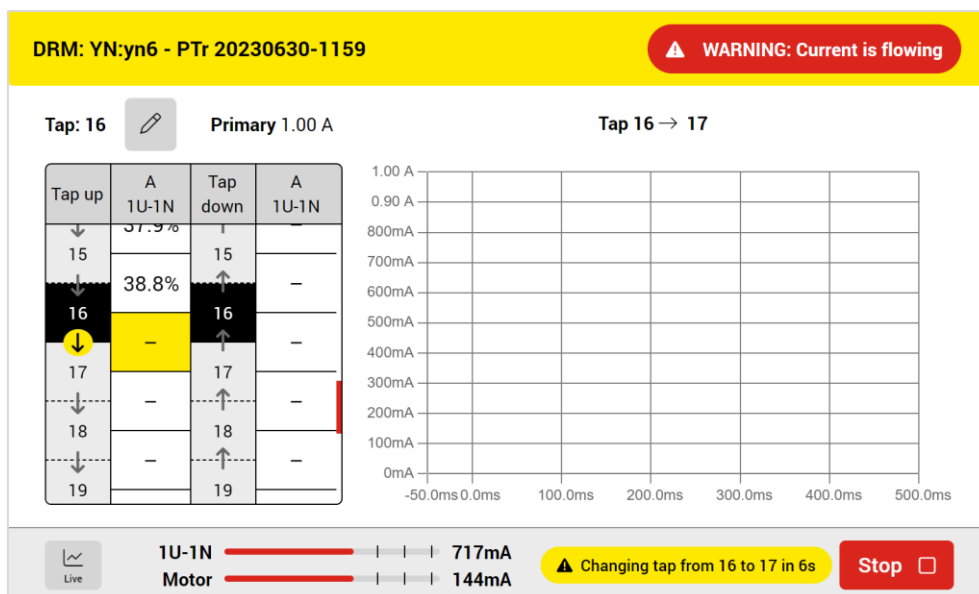 DRM: YN:yn6 - PTr 20230630-1159
WARNING: Current is flowing
Tap: 16
Primary 1.00 A
Tap 16 → 17
Tap up
A
1U-1N
Tap
down
A
1U-1N
37.9%
–
15
15
38.8%
–
16
16
–
–
17
17
–
–
18
18
–
–
19
19
1.00 A
0.90 A
800mA
700mA
600mA
500mA
400mA
300mA
200mA
100mA
0mA
-50.0ms 0.0ms 100.0ms 200.0ms 300.0ms 400.0ms 500.0ms
Live
1U-1N 717mA
Motor 144mA
Changing tap from 16 to 17 in 6s
Stop